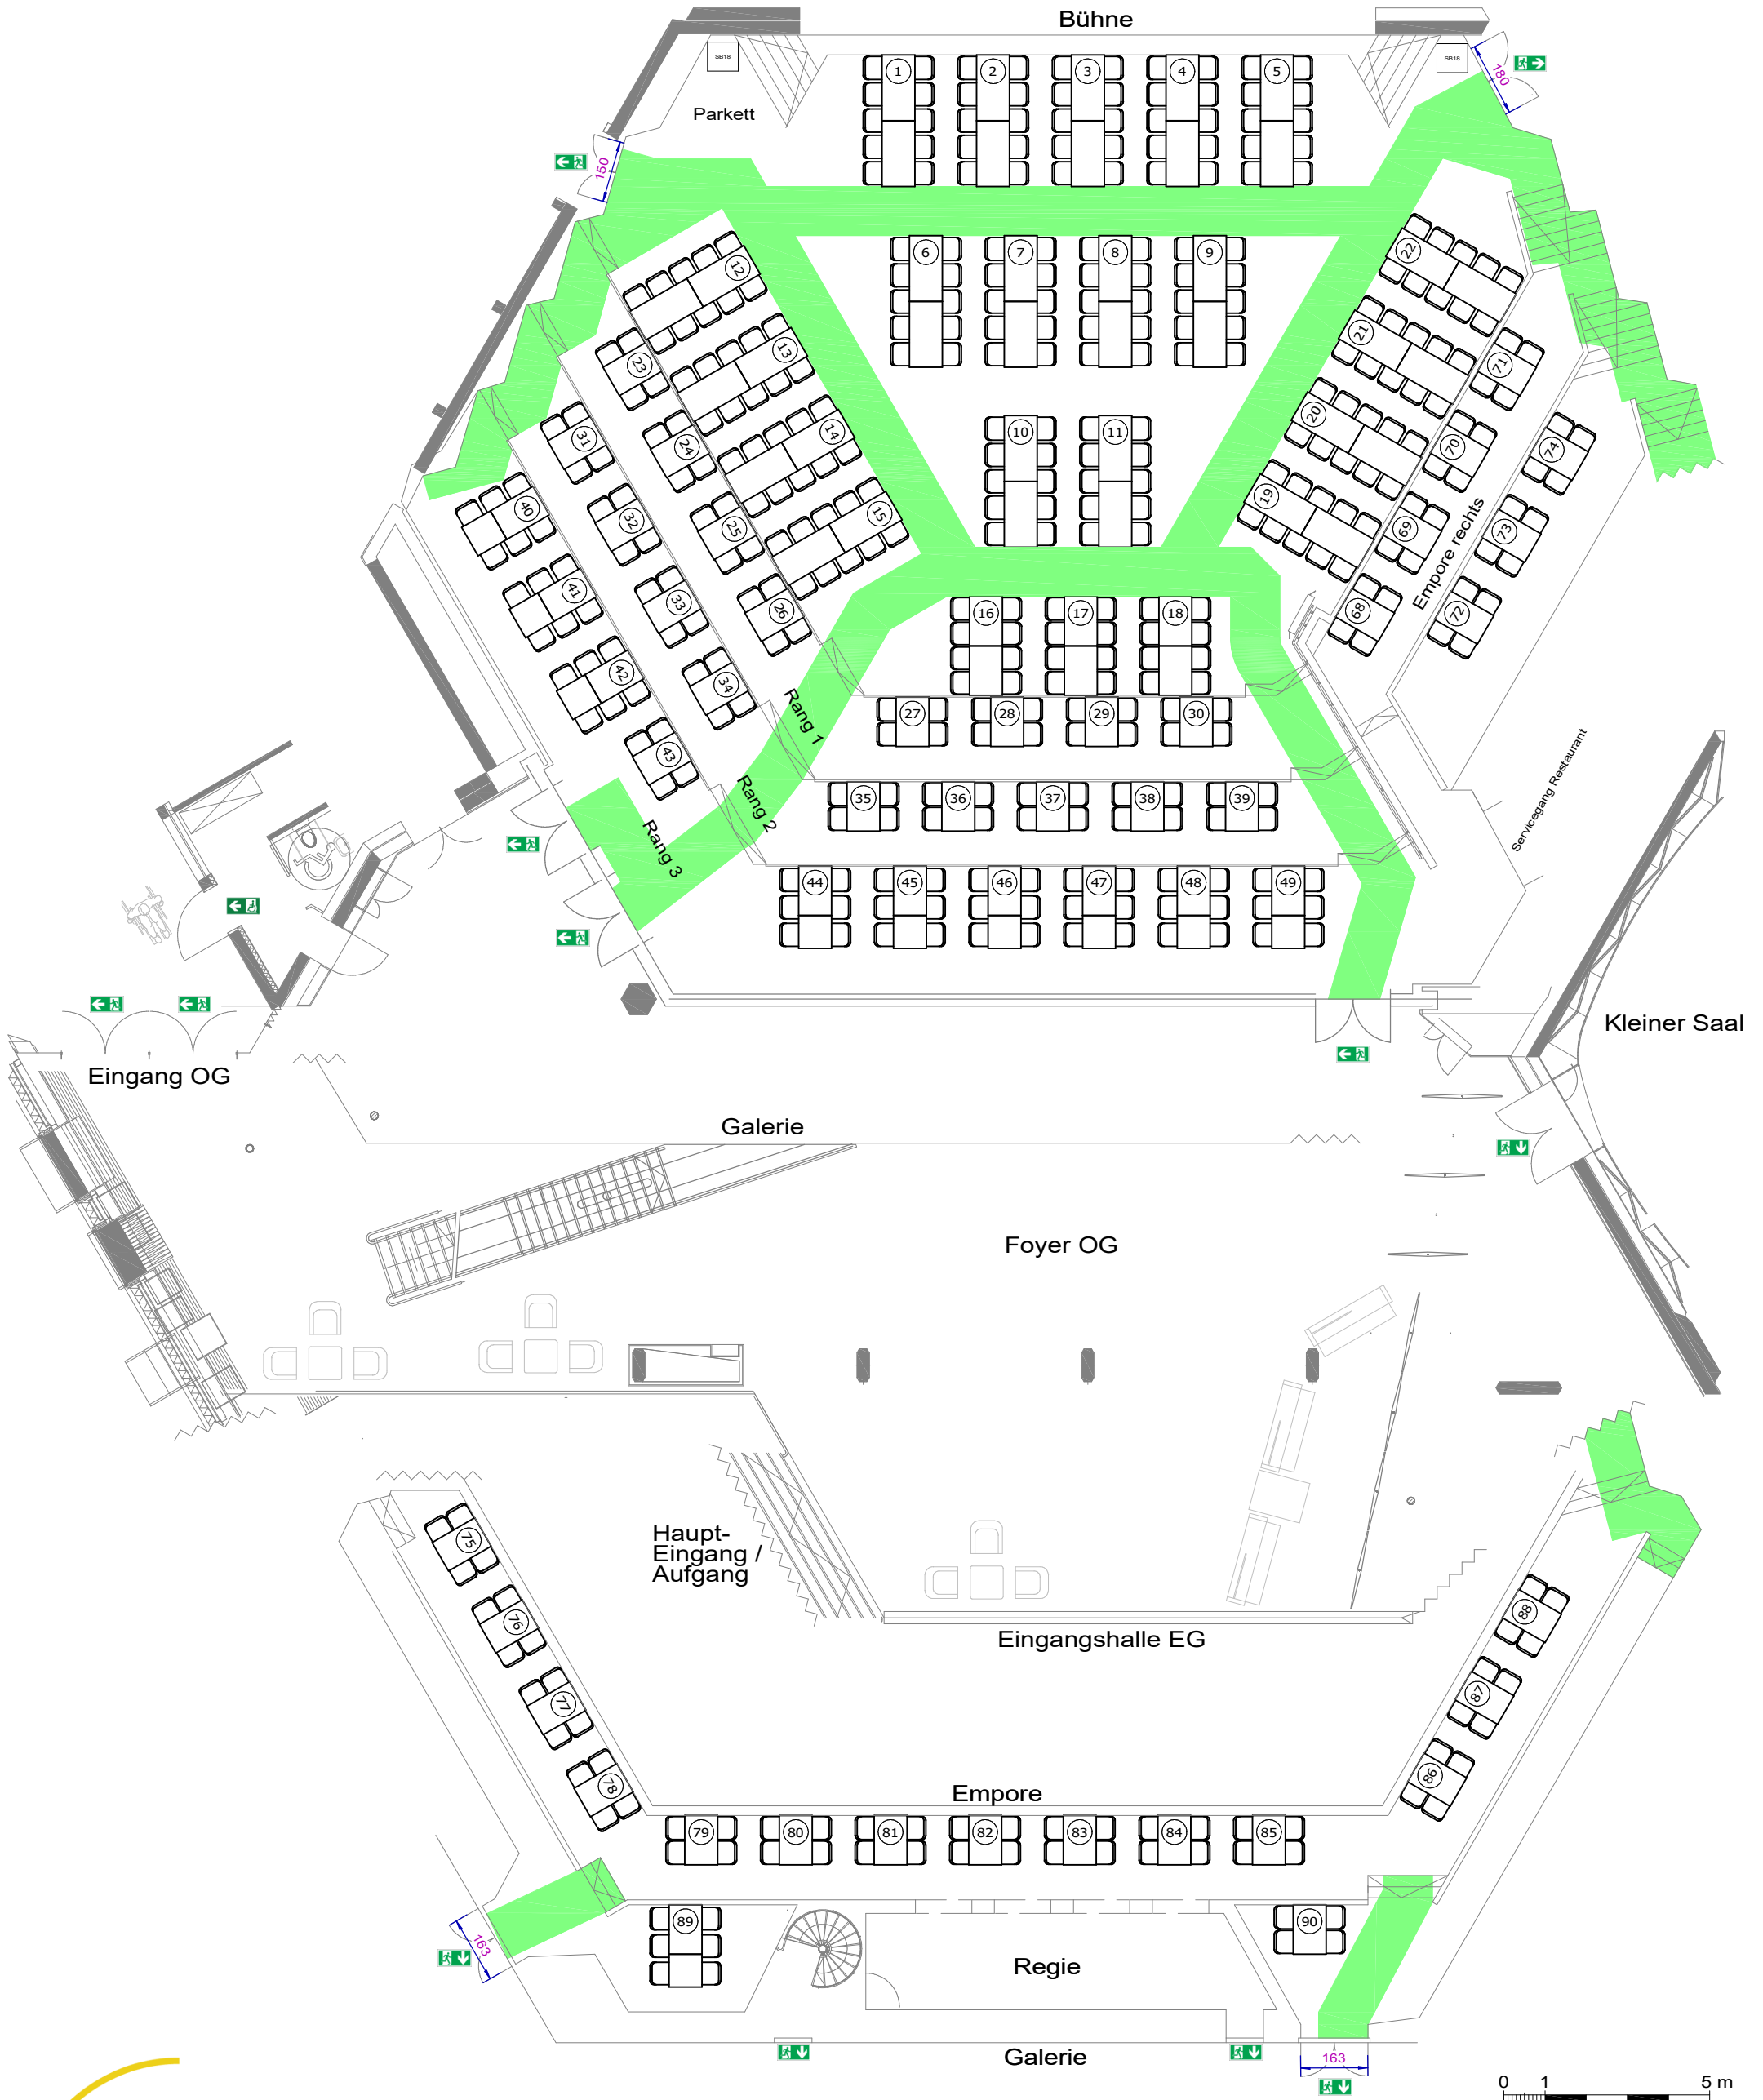 Bühne
SB18
SB18
180
Parkett
150
1 2 3 4 5
6 7 8 9
10 11
12
13
14
15
22
21
20
19
23
24
25
26
31
32
33
34
40
41
42
43
71
70
69
68
74
73
72
Empore rechts
16 17 18
27 28 29 30
35 36 37 38 39
44 45 46 47 48 49
Rang 1
Rang 2
Rang 3
Servicegang Restaurant
Kleiner Saal
Eingang OG
Galerie
Foyer OG
Haupt-
Eingang /
Aufgang
Eingangshalle EG
75
76
77
78
88
87
86
Empore
79 80 81 82 83 84 85
89
90
163
Regie
Galerie
163
0 1 5 m